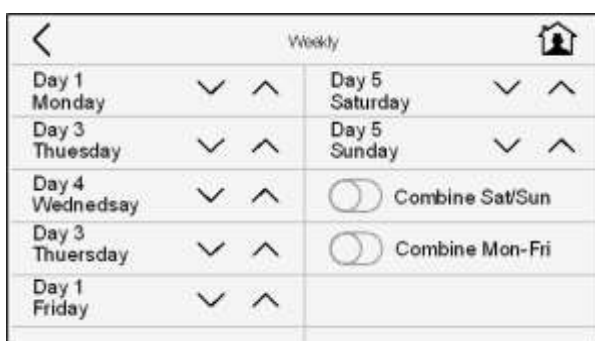 Weekly
Day 1
Monday
Day 3
Thuesday
Day 4
Wednedsay
Day 3
Thuersday
Day 1
Friday
Day 5
Saturday
Day 5
Sunday
Combine Sat/Sun
Combine Mon-Fri